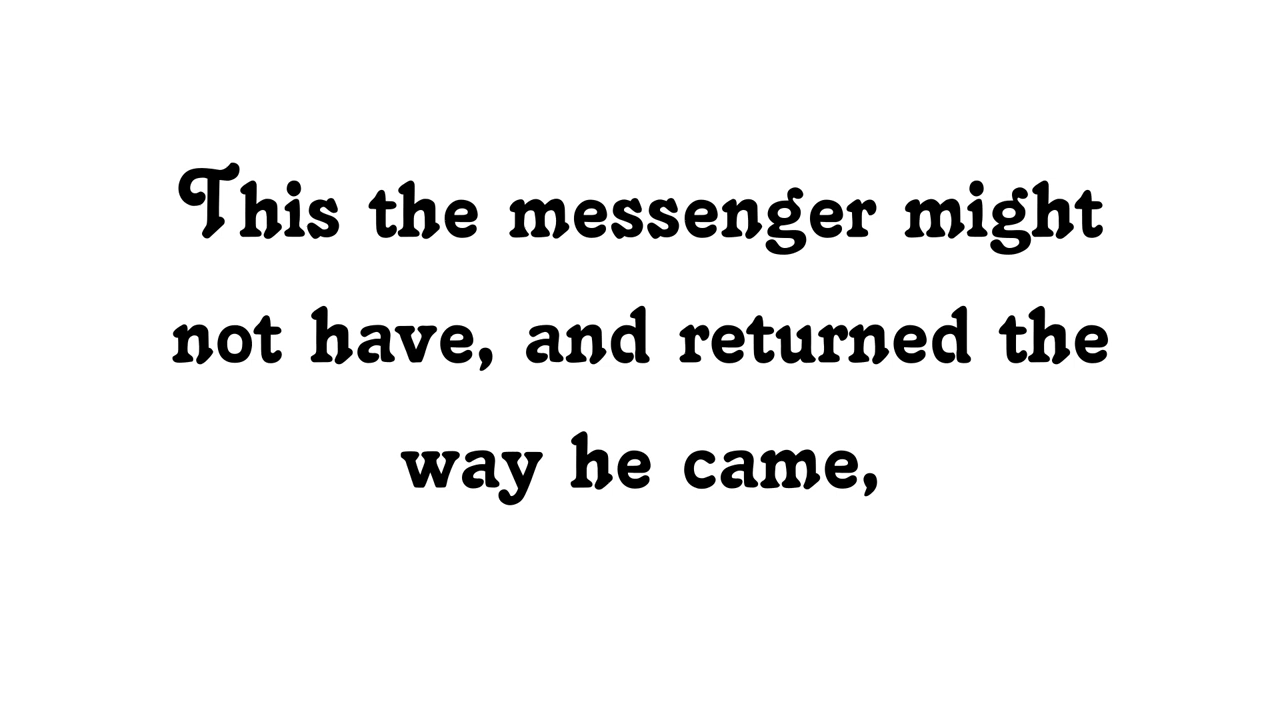 This the messenger might
not have, and returned the
way he came,